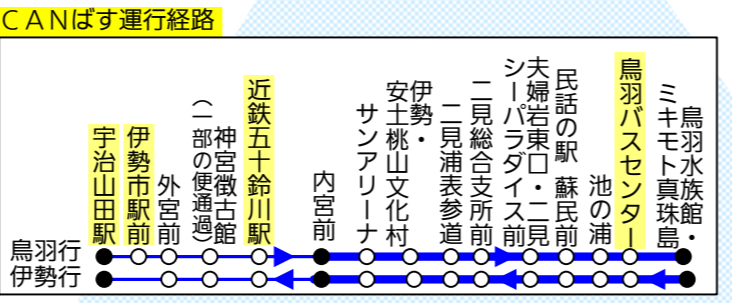 CANばす運行経路
宇治山田駅
伊勢市駅前
外宮前
神宮徴古館
(一部の便通過)
近鉄五十鈴川駅
内宮前
サンアリーナ
伊勢・
安土桃山文化村
二見浦表参道
二見総合支所前
夫婦岩東口・二見
シーパラダイス前
民話の駅 蘇民前
池の浦
鳥羽バスセンター
鳥羽水族館・
ミキモト真珠島
鳥羽行
伊勢行